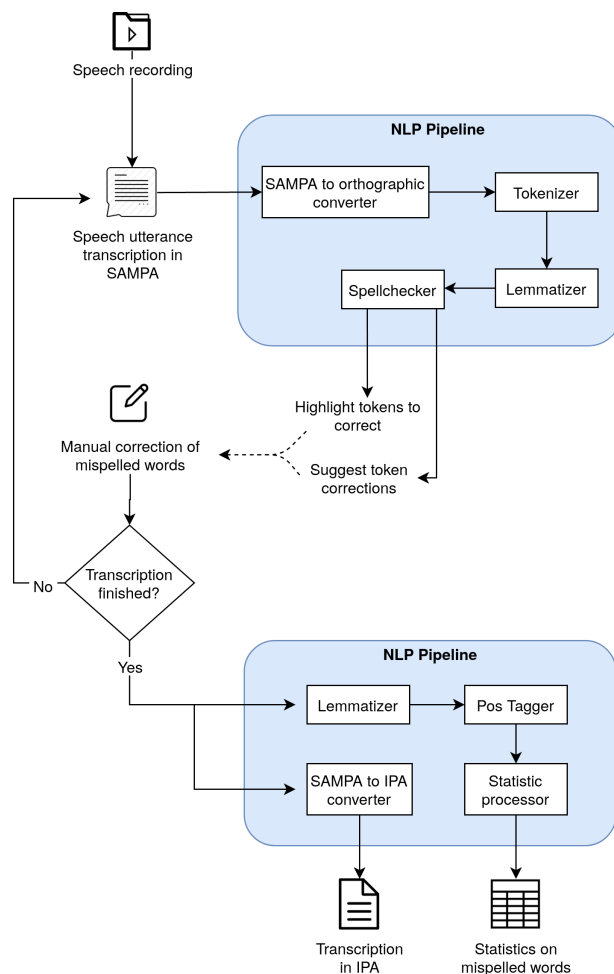 Speech recording
NLP Pipeline
SAMPA to orthographic
converter
Tokenizer
Speech utterance
transcription in
SAMPA
Spellchecker
Lemmatizer
Highlight tokens to
correct
Manual correction of
mispelled words
Suggest token
corrections
Transcription
finished?
No
Yes
NLP Pipeline
Lemmatizer
Pos Tagger
SAMPA to IPA
converter
Statistic
processor
Transcription
in IPA
Statistics on
mispelled words